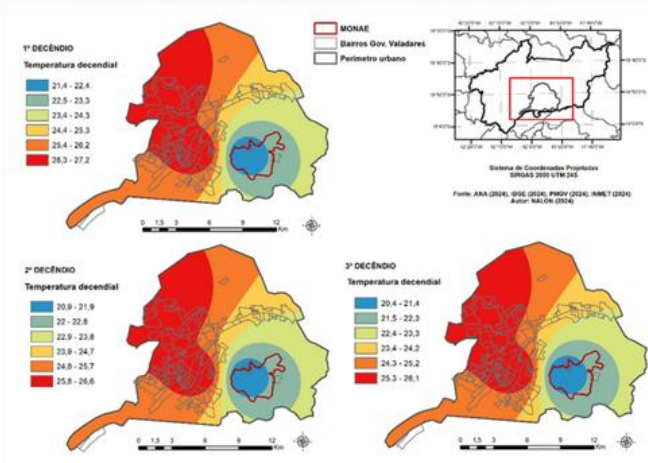 1º DECÊNDIO
Temperatura decendial
21,4 - 22,4
22,5 - 23,3
23,4 - 24,3
24,4 - 25,3
25,4 - 26,2
26,3 - 27,2
0 1,5 3 6 9 12
Km
MONAE
Bairros Gov. Valadares
Perímetro urbano
Sistema de Coordenadas Projetadas
SIRGAS 2000 UTM 24S
Fonte: ANA (2024), IBGE (2024), PMGV (2024), INMET (2024)
Autor: NALON (2024)
2º DECÊNDIO
Temperatura decendial
20,9 - 21,9
22 - 22,8
22,9 - 23,8
23,9 - 24,7
24,8 - 25,7
25,8 - 26,6
0 1,5 3 6 9 12
Km
3º DECÊNDIO
Temperatura decendial
20,4 - 21,4
21,5 - 22,3
22,4 - 23,3
23,4 - 24,2
24,3 - 25,2
25,3 - 26,1
0 1,5 3 6 9 12
Km